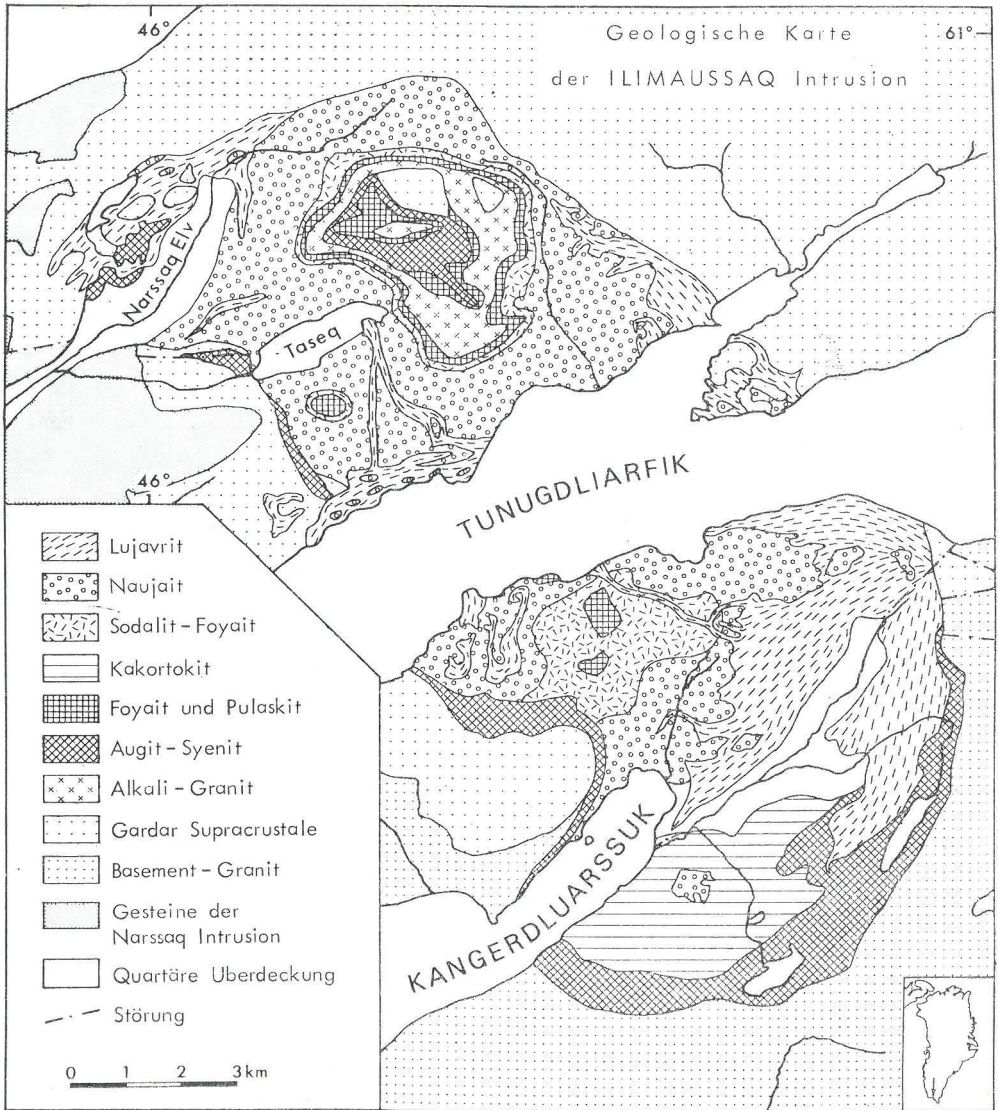 Geologische Karte
der ILIMAUSSAQ Intrusion
46°
61°
Narssaq Elv
Taseq
46°
TUNUGDLIARFIK
KANGERDLUARSSUK
Lujavrit
Naujait
Sodalit-Foyait
Kakortokit
Foyait und Pulaskit
Augit-Syenit
Alkali-Granit
Gardar Supracrustale
Basement-Granit
Gesteine der
Narssaq Intrusion
Quartäre Uberdeckung
Störung
0 1 2 3 km